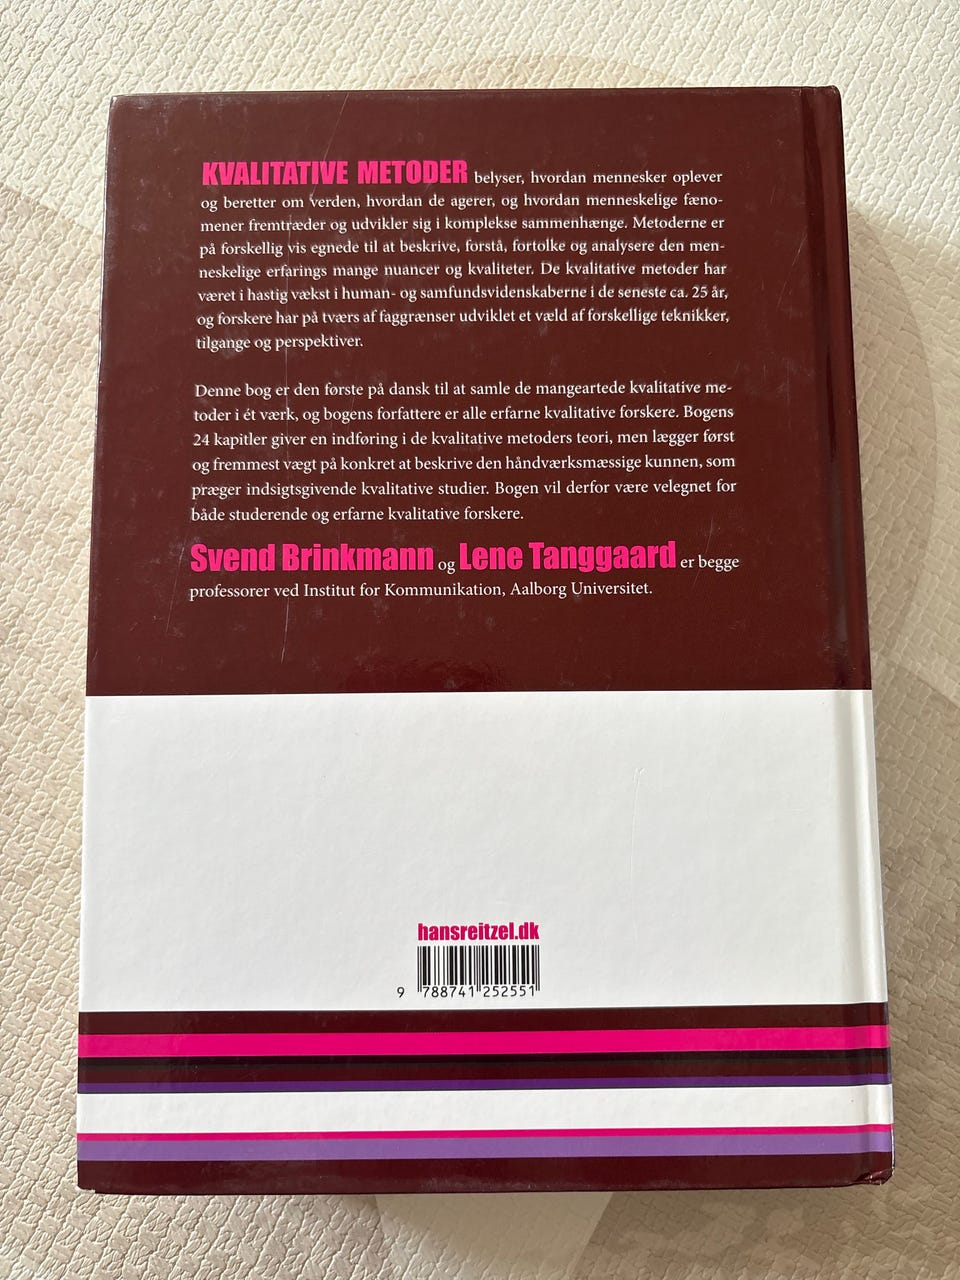 KVALITATIVE METODER belyser, hvordan mennesker oplever
og beretter om verden, hvordan de agerer, og hvordan menneskelige fæno-
mener fremtræder og udvikler sig i komplekse sammenhænge. Metoderne er
på forskellig vis egnede til at beskrive, forstå, fortolke og analysere den men-
neskelige erfarings mange nuancer og kvaliteter. De kvalitative metoder har
været i hastig vækst i human- og samfundsvidenskaberne i de seneste ca. 25 år,
og forskere har på tværs af faggrænser udviklet et væld af forskellige teknikker,
tilgange og perspektiver.
Denne bog er den første på dansk til at samle de mangeartede kvalitative me-
toder i ét værk, og bogens forfattere er alle erfarne kvalitative forskere. Bogens
24 kapitler giver en indføring i de kvalitative metoders teori, men lægger først
og fremmest vægt på konkret at beskrive den håndværksmæssige kunnen, som
præger indsigtsgivende kvalitative studier. Bogen vil derfor være velegnet for
både studerende og erfarne kvalitative forskere.
Svend Brinkmann og Lene Tanggaard er begge
professorer ved Institut for Kommunikation, Aalborg Universitet.
hansreitzel.dk
9 788741 252551